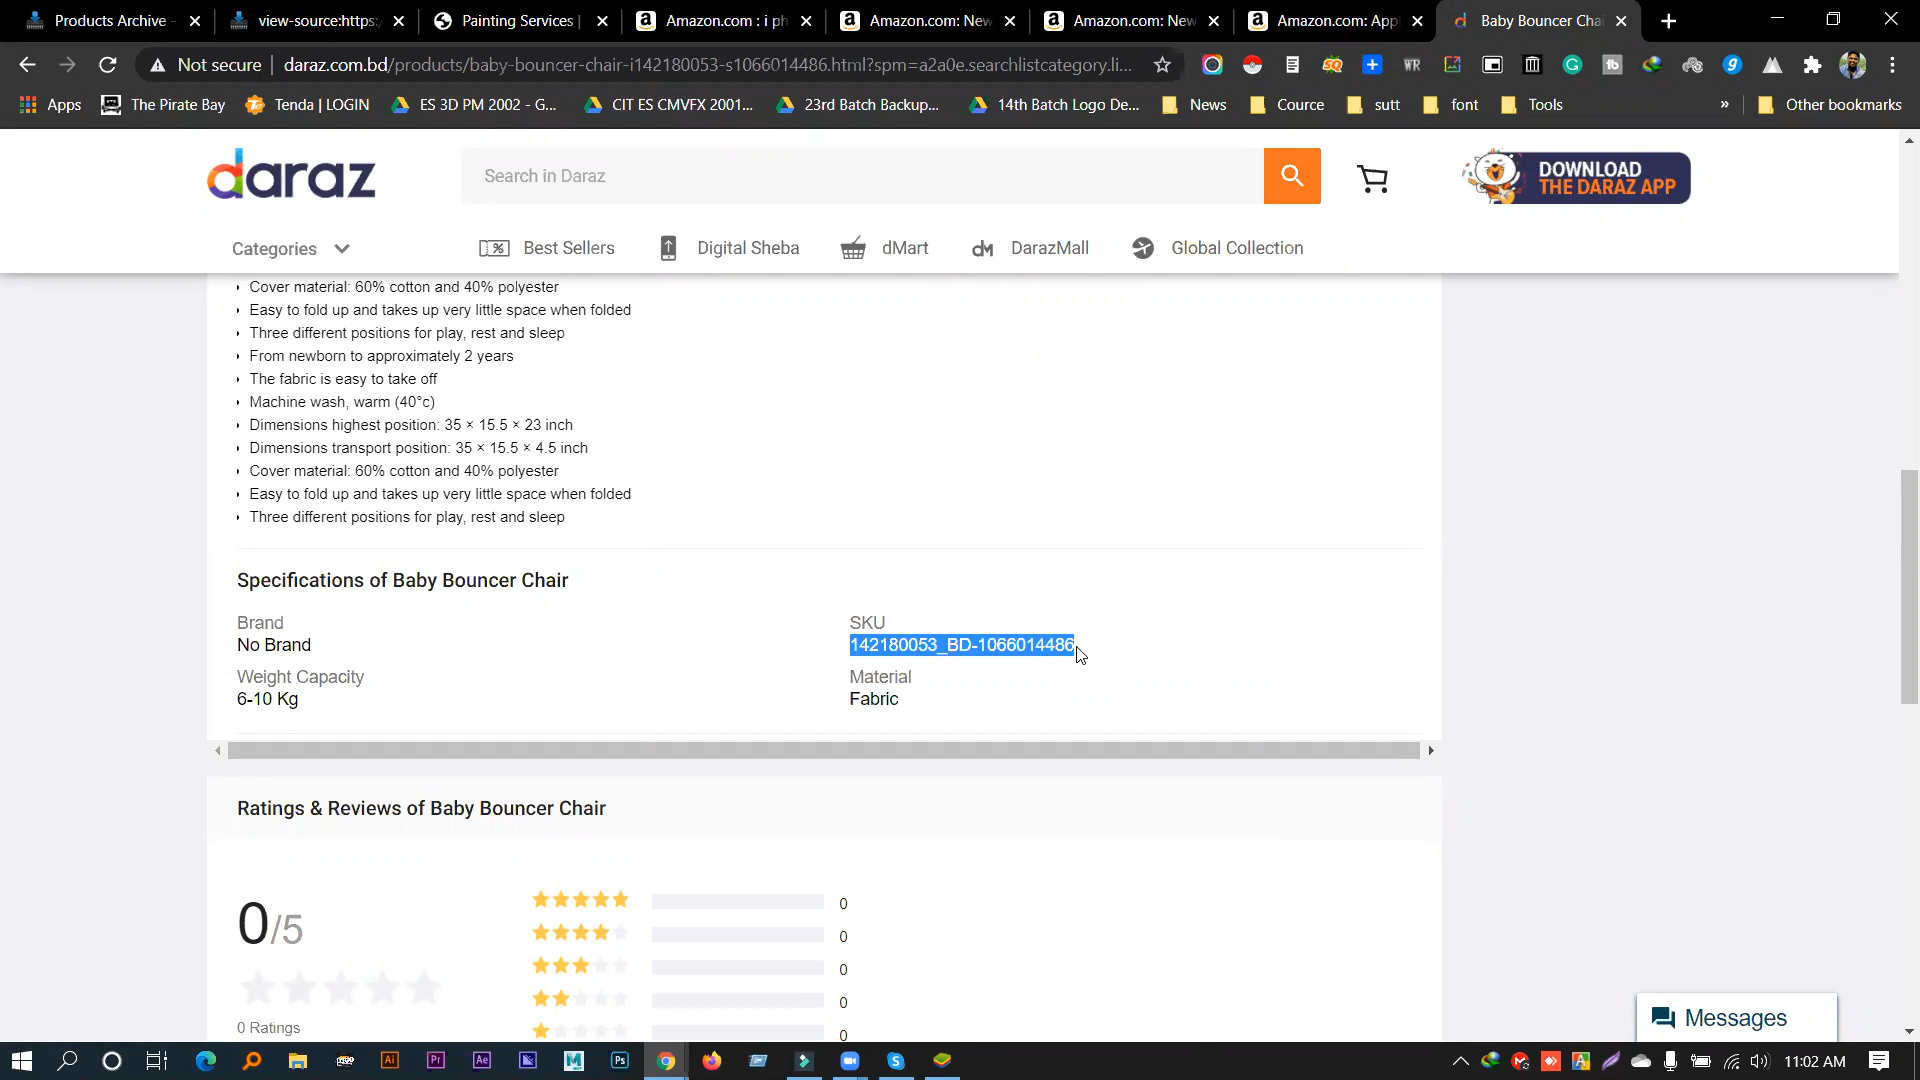 Products Archive -
view-source:https:/
Painting Services |
Amazon.com : i ph
Amazon.com: New
Amazon.com: New
Amazon.com: App
Baby Bouncer Chai
Not secure | daraz.com.bd/products/baby-bouncer-chair-i142180053-s1066014486.html?spm=a2a0e.searchlistcategory.li...
Apps
The Pirate Bay
Tenda | LOGIN
ES 3D PM 2002 - G...
CIT ES CMVFX 2001...
23rd Batch Backup...
14th Batch Logo De...
News
Cource
sutt
font
Tools
»
Other bookmarks
daraz
Search in Daraz
DOWNLOAD
THE DARAZ APP
Categories
Best Sellers
Digital Sheba
dMart
DarazMall
Global Collection
Cover material: 60% cotton and 40% polyester
Easy to fold up and takes up very little space when folded
Three different positions for play, rest and sleep
From newborn to approximately 2 years
The fabric is easy to take off
Machine wash, warm (40°c)
Dimensions highest position: 35 × 15.5 × 23 inch
Dimensions transport position: 35 × 15.5 × 4.5 inch
Cover material: 60% cotton and 40% polyester
Easy to fold up and takes up very little space when folded
Three different positions for play, rest and sleep
Specifications of Baby Bouncer Chair
Brand
No Brand
SKU
142180053_BD-1066014486
Weight Capacity
6-10 Kg
Material
Fabric
Ratings & Reviews of Baby Bouncer Chair
0/5
0 Ratings
0
0
0
0
0
Messages
11:02 AM